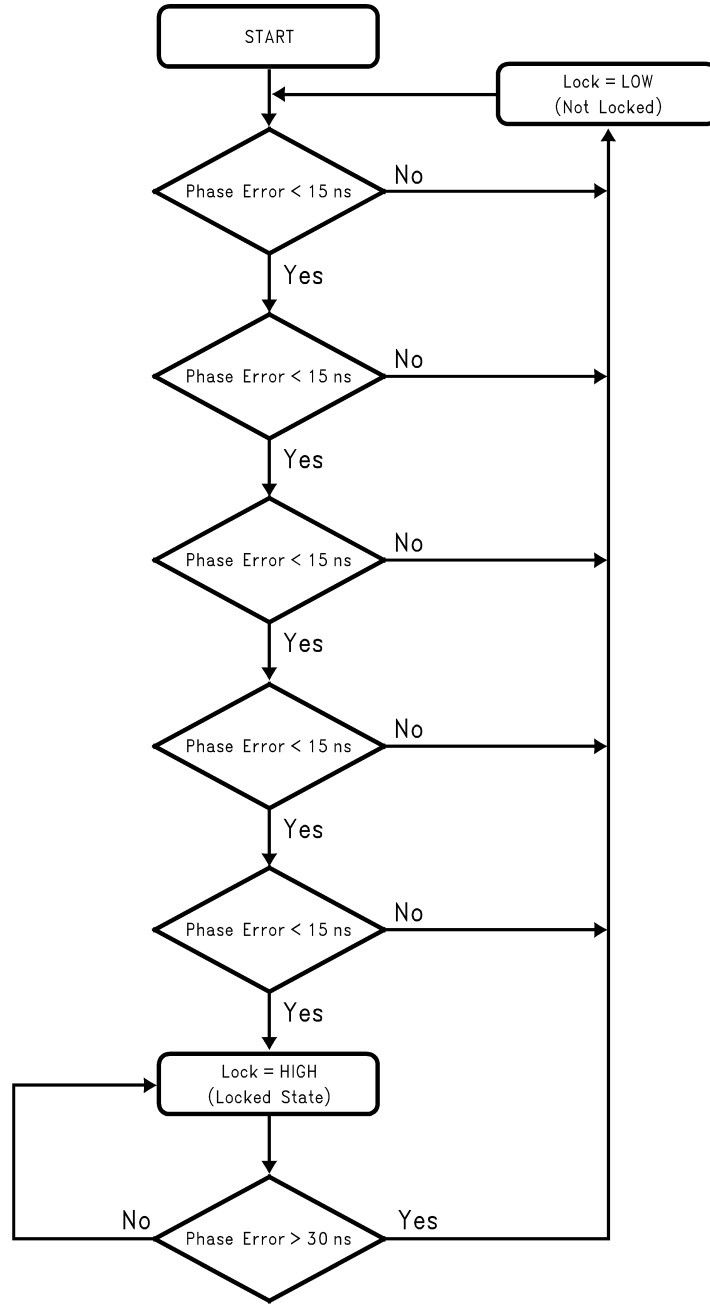 START
Lock = LOW
(Not Locked)
Phase Error < 15 ns
No
Yes
Phase Error < 15 ns
No
Yes
Phase Error < 15 ns
No
Yes
Phase Error < 15 ns
No
Yes
Phase Error < 15 ns
No
Yes
Lock = HIGH
(Locked State)
No
Phase Error > 30 ns
Yes